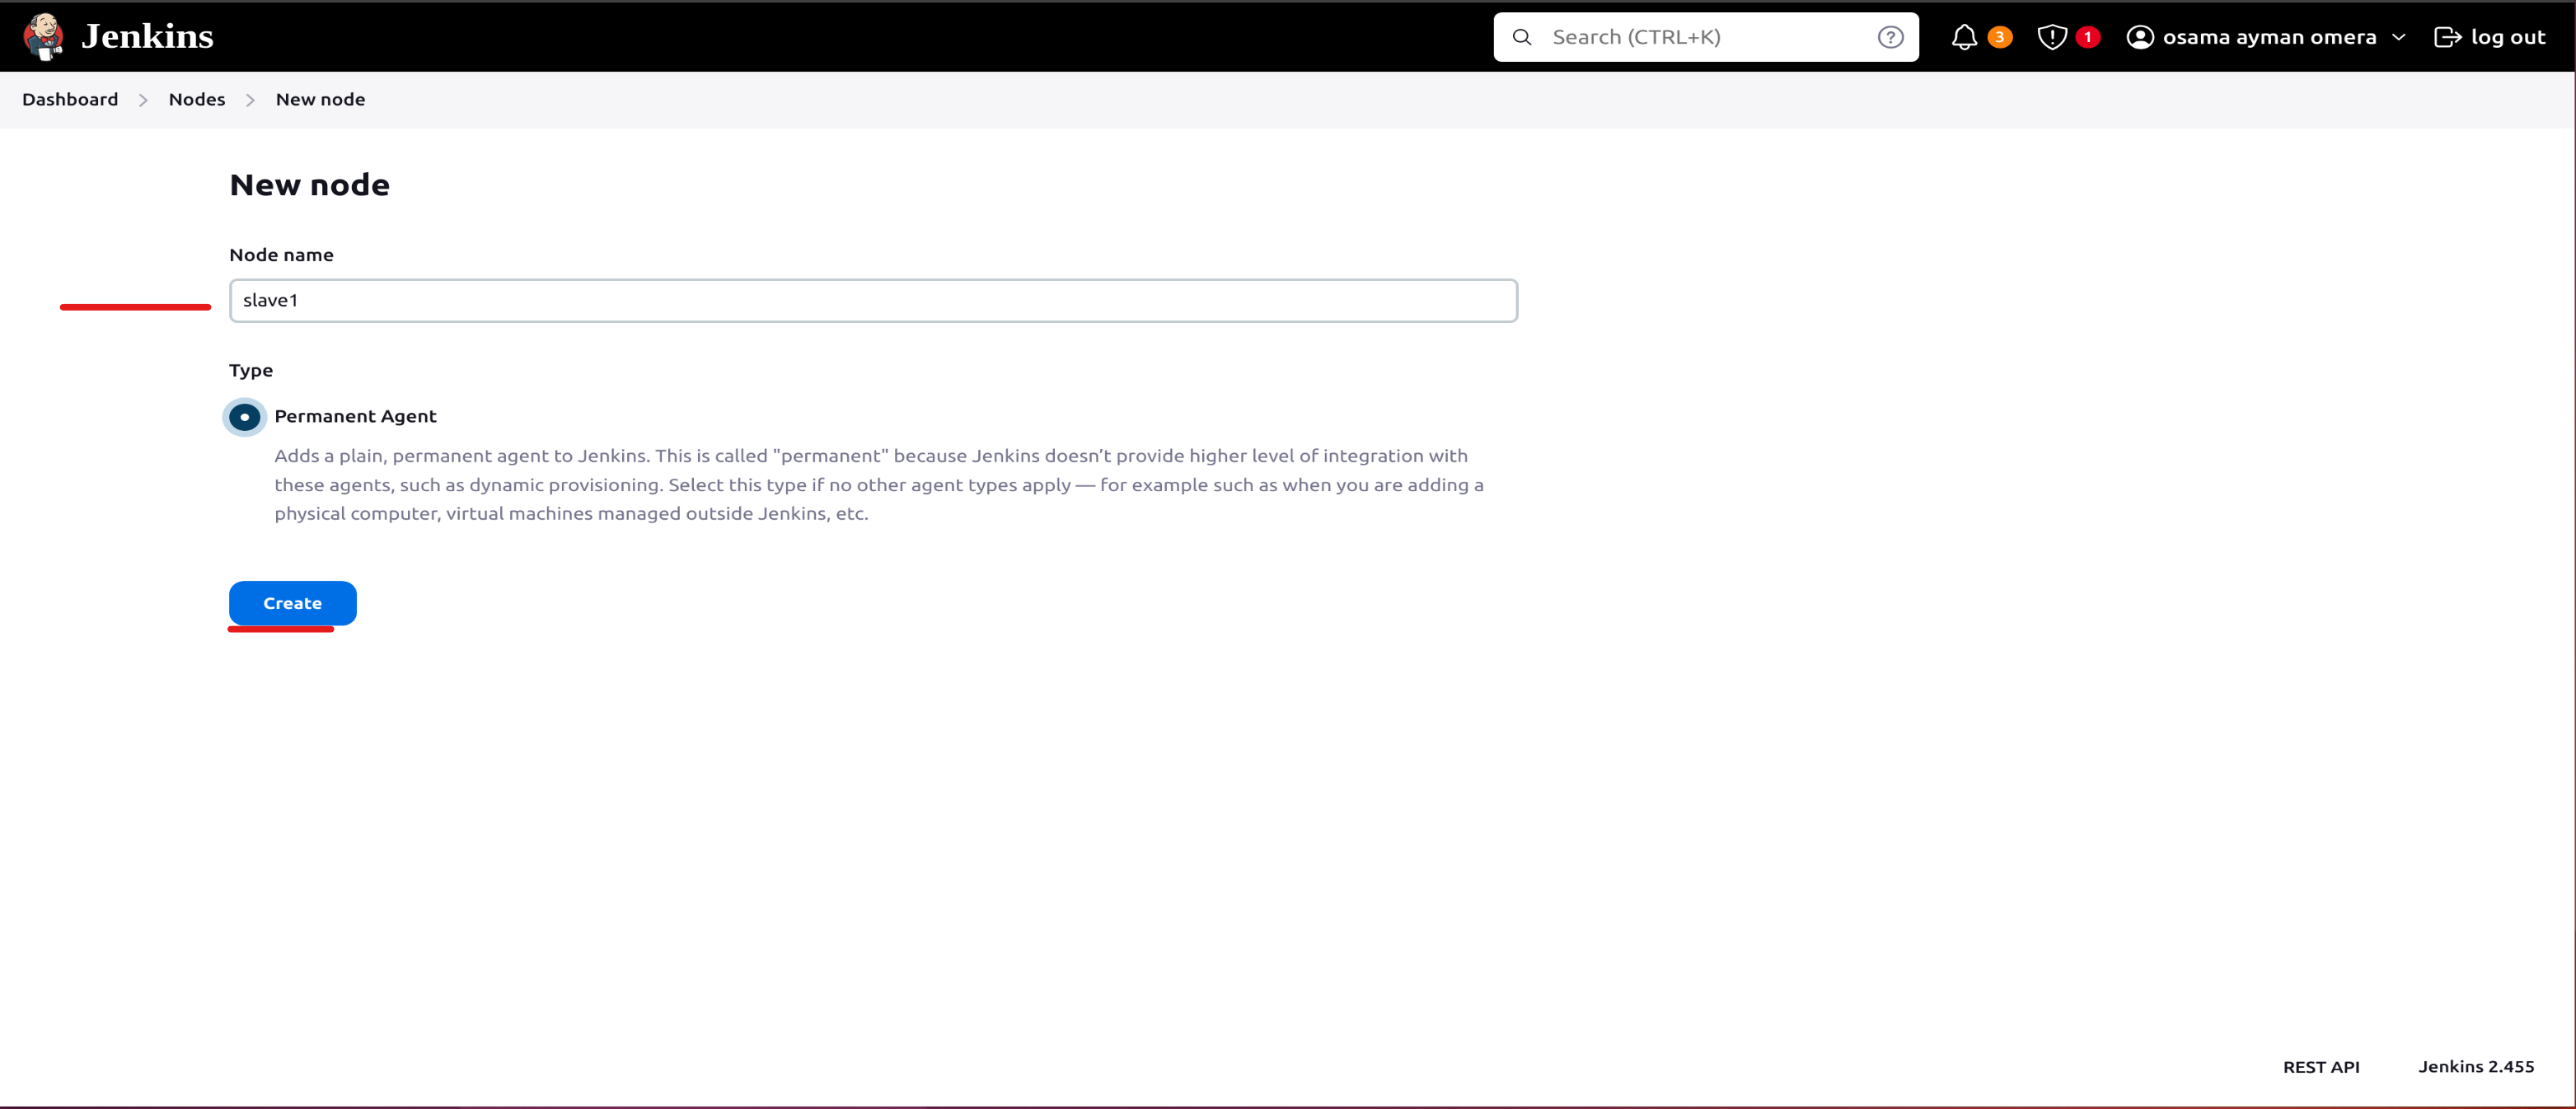 Jenkins
Search (CTRL+K) ?
3
1
osama ayman omera
log out
Dashboard > Nodes > New node
New node
Node name
slave1
Type
Permanent Agent
Adds a plain, permanent agent to Jenkins. This is called "permanent" because Jenkins doesn’t provide higher level of integration with
these agents, such as dynamic provisioning. Select this type if no other agent types apply — for example such as when you are adding a
physical computer, virtual machines managed outside Jenkins, etc.
Create
REST API
Jenkins 2.455